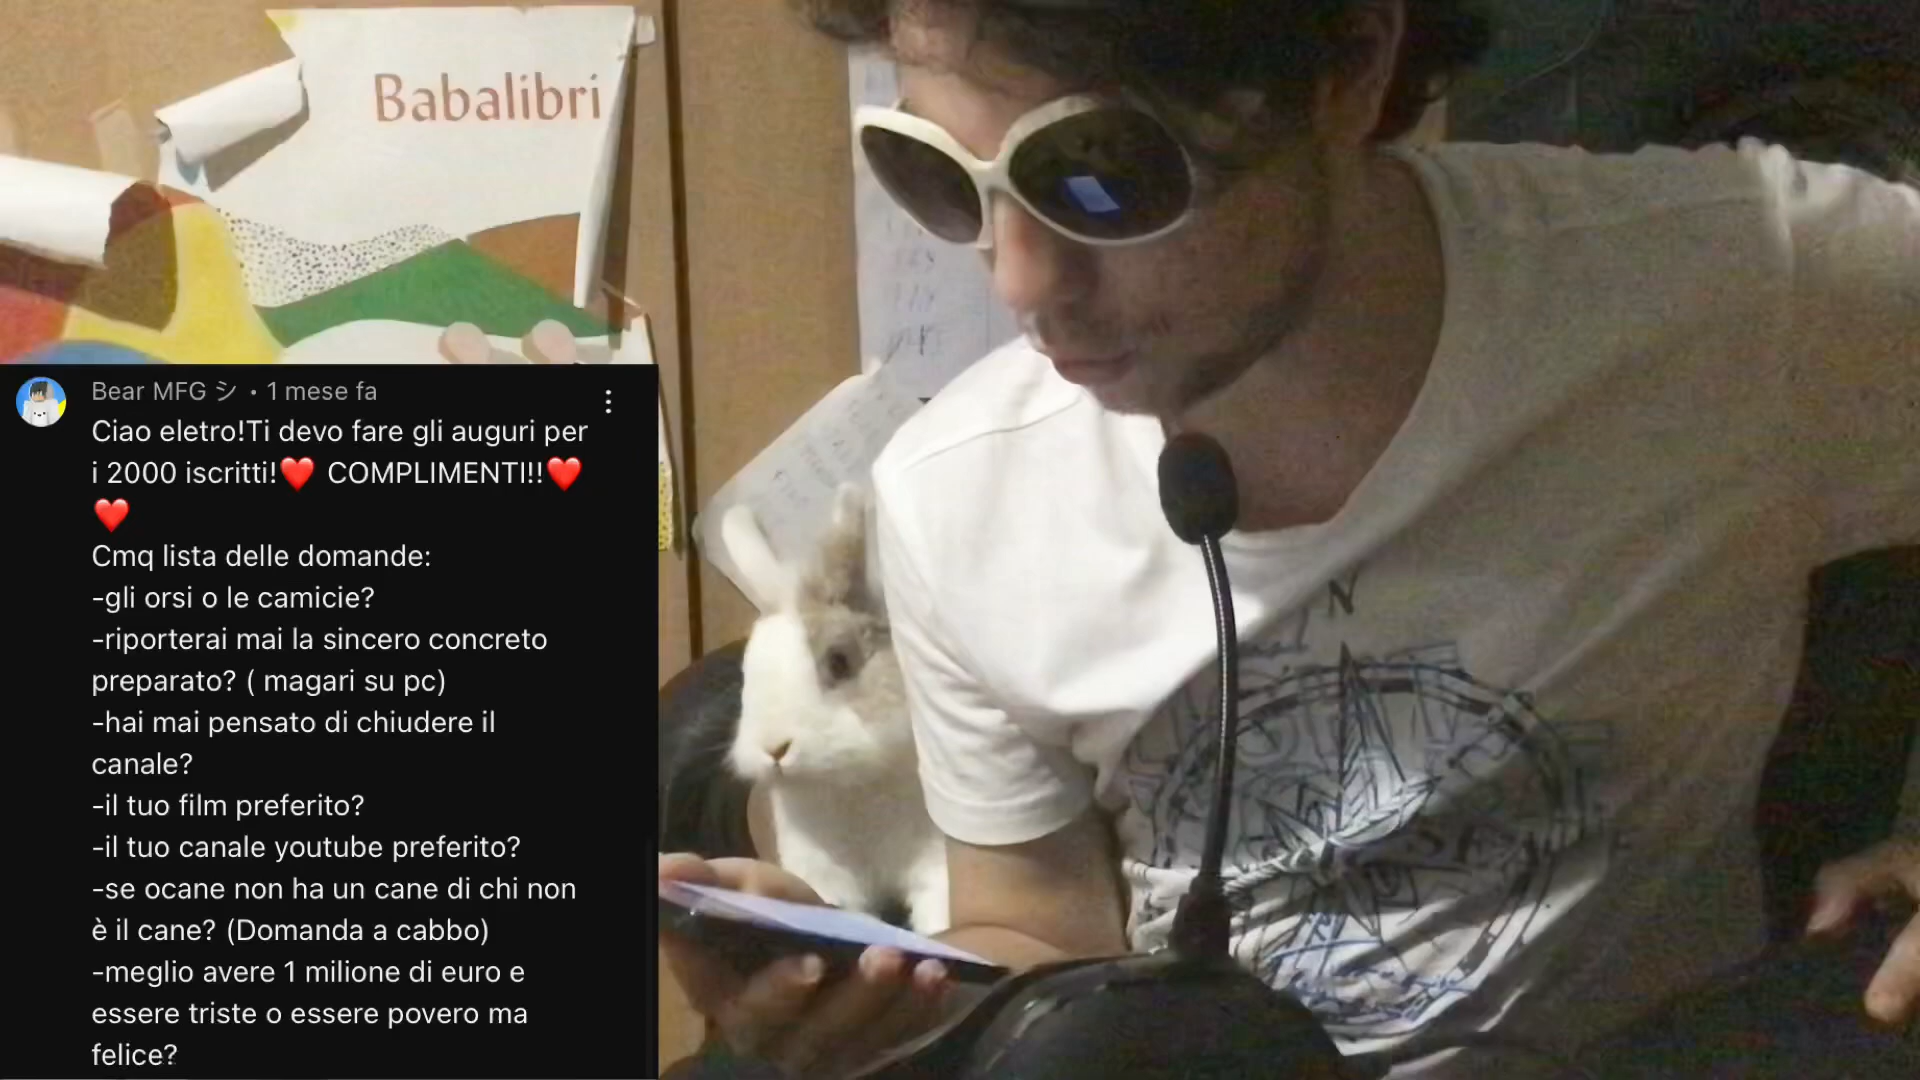 Babalibri
Bear MFG シ • 1 mese fa
Ciao eletro!Ti devo fare gli auguri per
i 2000 iscritti!❤️ COMPLIMENTI!!❤️
❤️
Cmq lista delle domande:
-gli orsi o le camicie?
-riporterai mai la sincero concreto
preparato? ( magari su pc)
-hai mai pensato di chiudere il
canale?
-il tuo film preferito?
-il tuo canale youtube preferito?
-se ocane non ha un cane di chi non
è il cane? (Domanda a cabbo)
-meglio avere 1 milione di euro e
essere triste o essere povero ma
felice?
N